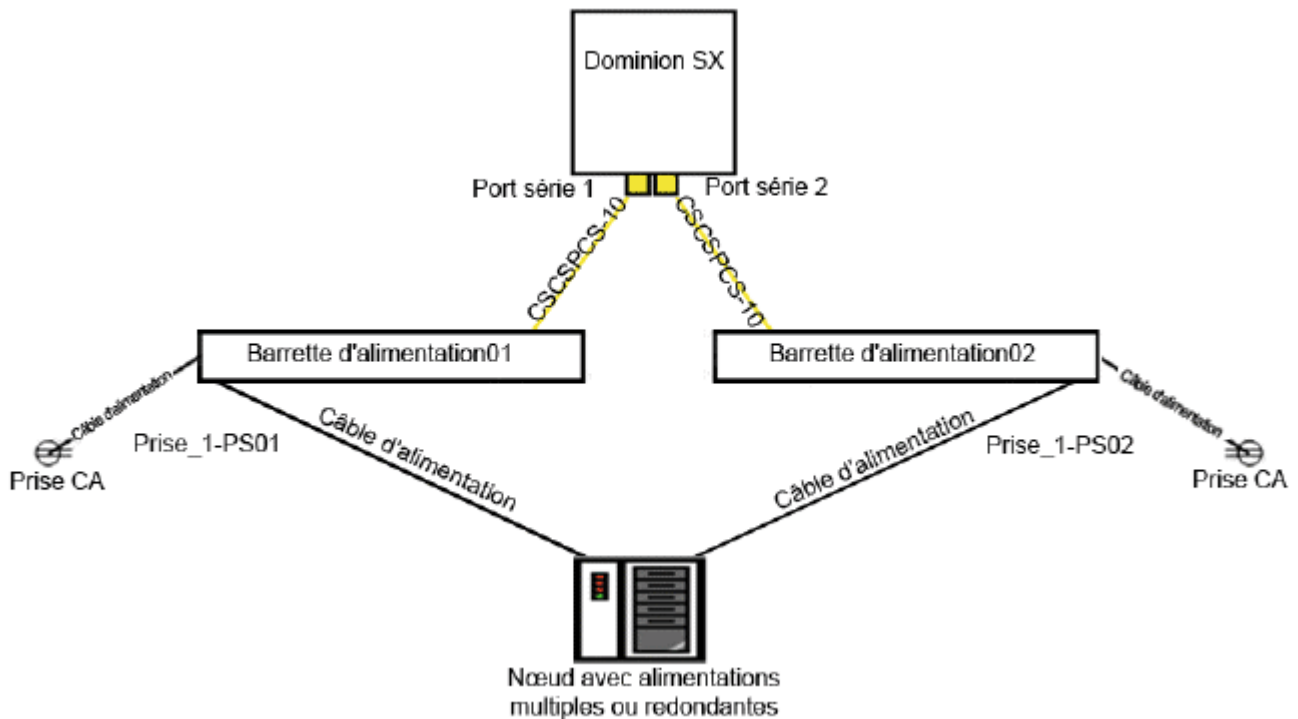 Dominion SX
Port série 1
Port série 2
CSCSPCS-10
CSCSPCS-10
Barrette d'alimentation01
Barrette d'alimentation02
Câble d'alimentation
Câble d'alimentation
Prise_1-PS01
Câble d'alimentation
Câble d'alimentation
Prise_1-PS02
Prise CA
Prise CA
Nœud avec alimentations
multiples ou redondantes